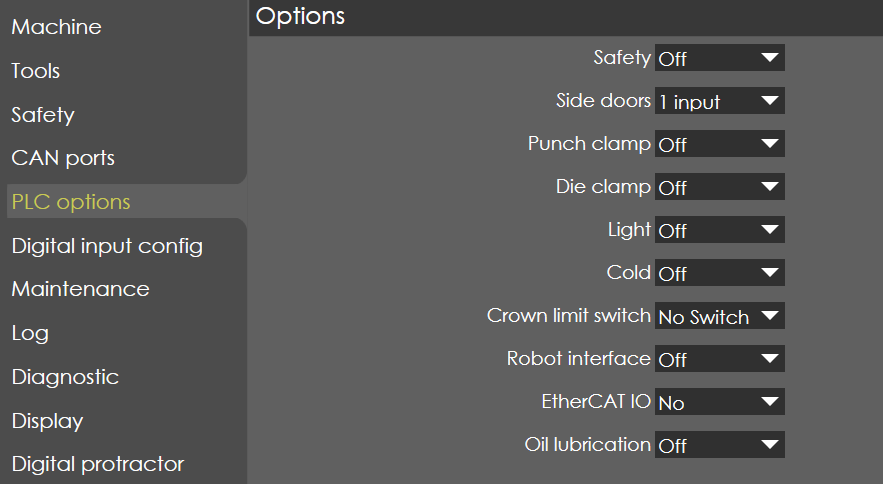 Machine
Tools
Safety
CAN ports
PLC options
Digital input config
Maintenance
Log
Diagnostic
Display
Digital protractor
Options
Safety Off
Side doors 1 input
Punch clamp Off
Die clamp Off
Light Off
Cold Off
Crown limit switch No Switch
Robot interface Off
EtherCAT IO No
Oil lubrication Off